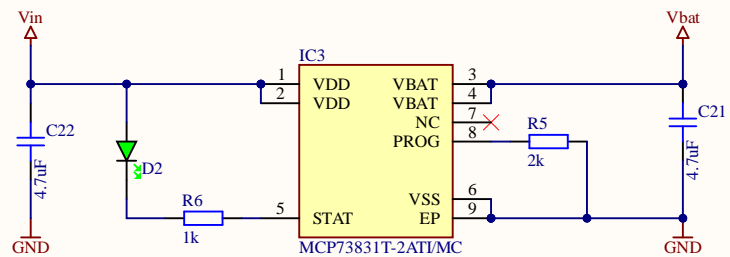 Vin
Vbat
IC3
1 VDD VBAT 3
2 VDD VBAT 4
NC 7
PROG 8
R5
2k
C22
4.7uF
D2
C21
4.7uF
R6
1k
5 STAT
VSS 6
EP 9
GND
MCP73831T-2ATI/MC
GND